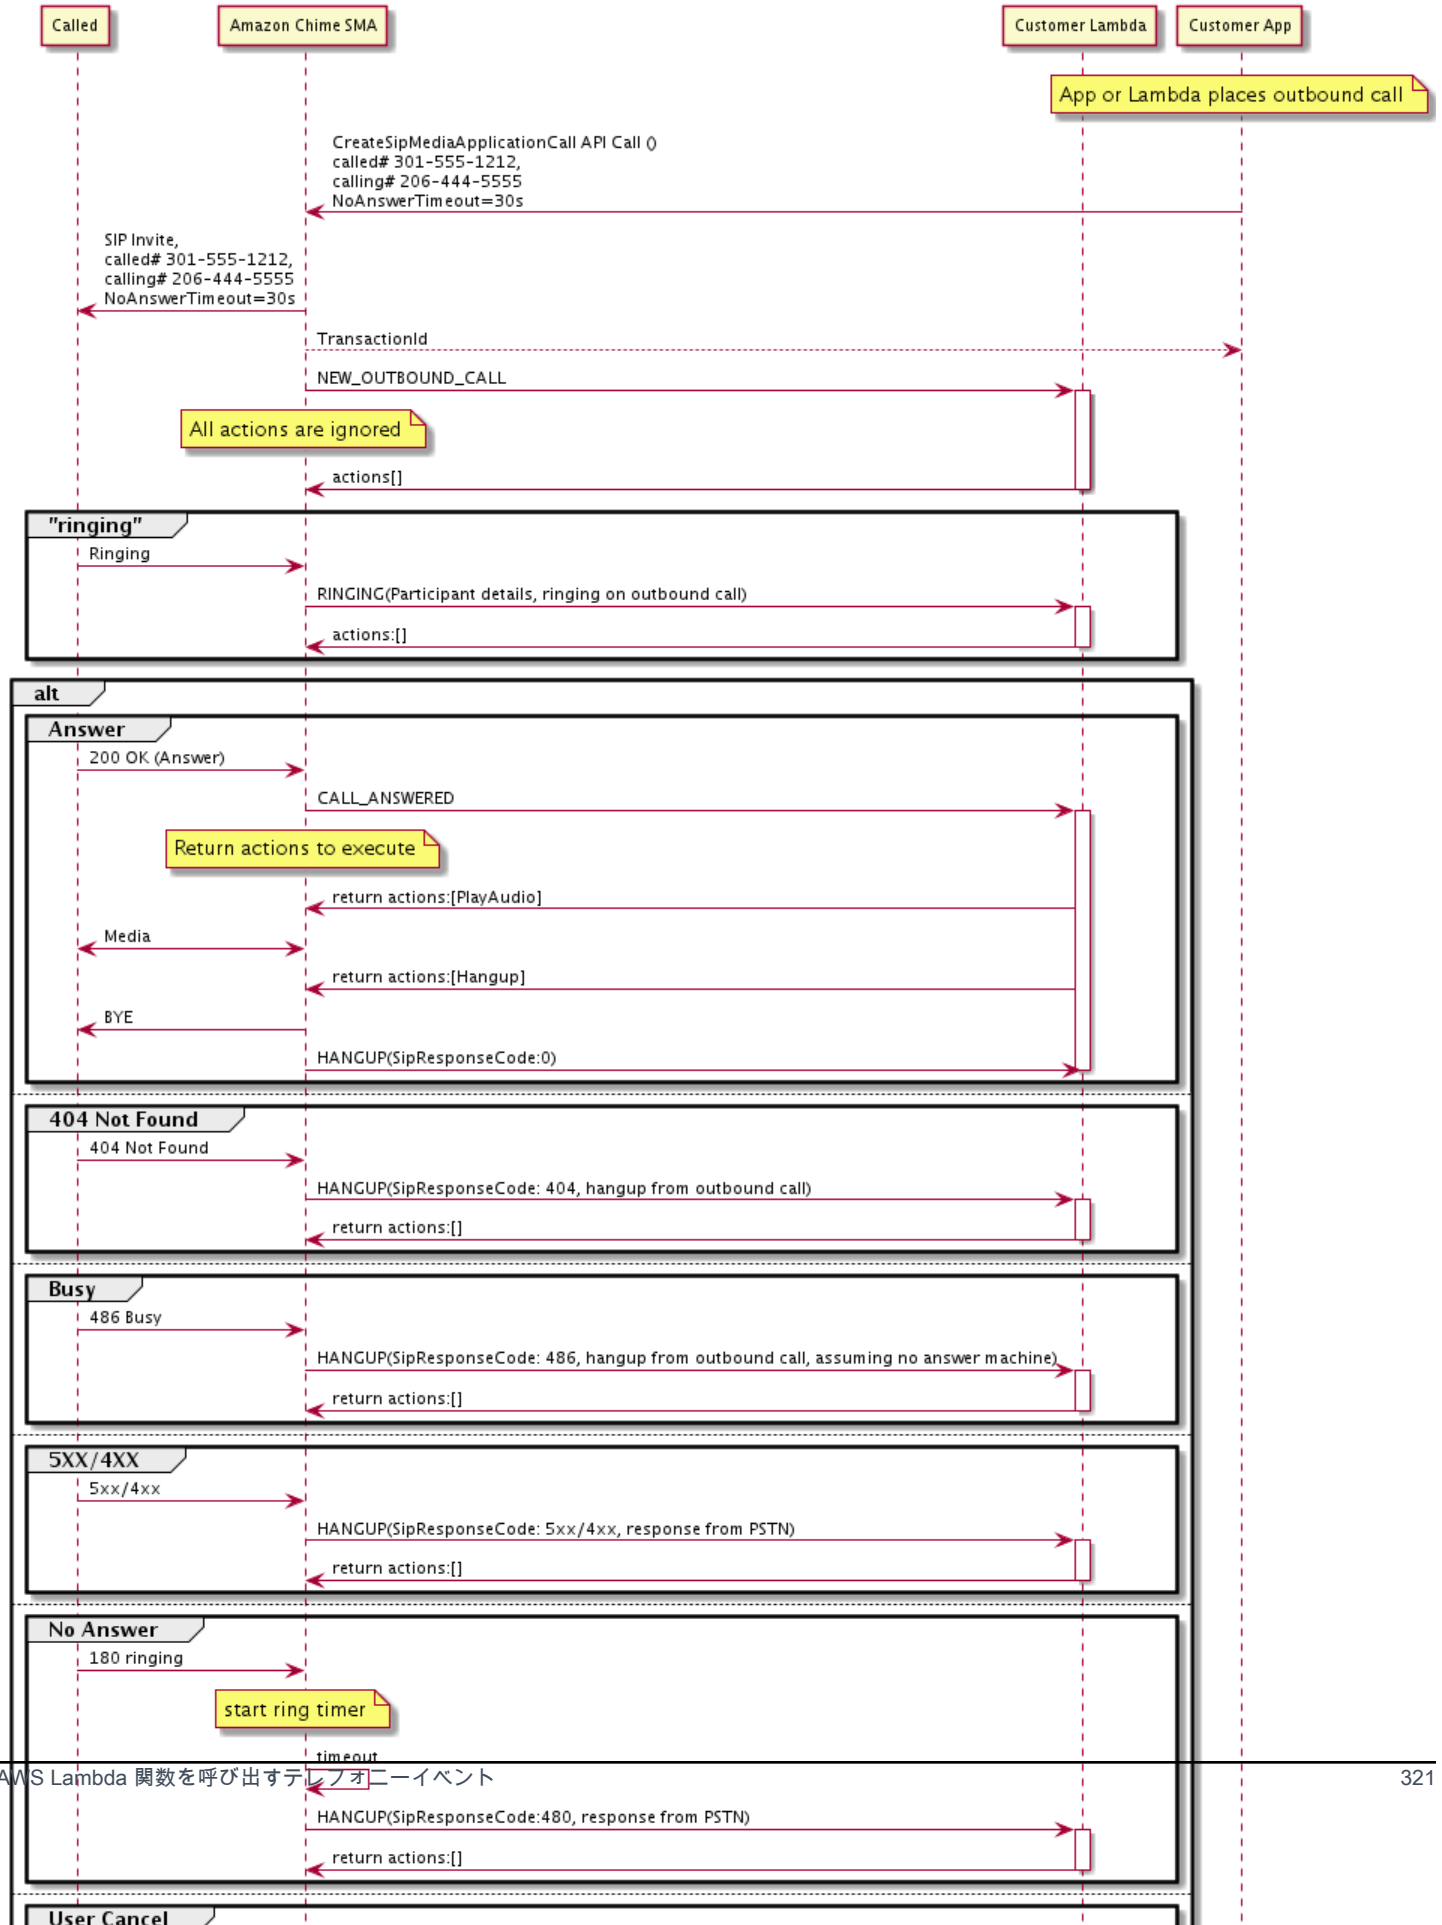 Called
Amazon Chime SMA
Customer Lambda
Customer App
App or Lambda places outbound call
CreateSipMediaApplicationCall API Call ()
called# 301-555-1212,
calling# 206-444-5555
NoAnswerTimeout=30s
SIP Invite,
called# 301-555-1212,
calling# 206-444-5555
NoAnswerTimeout=30s
TransactionId
NEW_OUTBOUND_CALL
All actions are ignored
actions[]
"ringing"
Ringing
RINGING(Participant details, ringing on outbound call)
actions:[]
alt
Answer
200 OK (Answer)
CALL_ANSWERED
Return actions to execute
return actions:[PlayAudio]
Media
return actions:[Hangup]
BYE
HANGUP(SipResponseCode:0)
404 Not Found
404 Not Found
HANGUP(SipResponseCode: 404, hangup from outbound call)
return actions:[]
Busy
486 Busy
HANGUP(SipResponseCode: 486, hangup from outbound call, assuming no answer machine)
return actions:[]
5XX/4XX
5xx/4xx
HANGUP(SipResponseCode: 5xx/4xx, response from PSTN)
return actions:[]
No Answer
180 ringing
start ring timer
timeout
AWS Lambda 関数を呼び出すテレフォニーイベント
321
HANGUP(SipResponseCode:480, response from PSTN)
return actions:[]
User Cancel